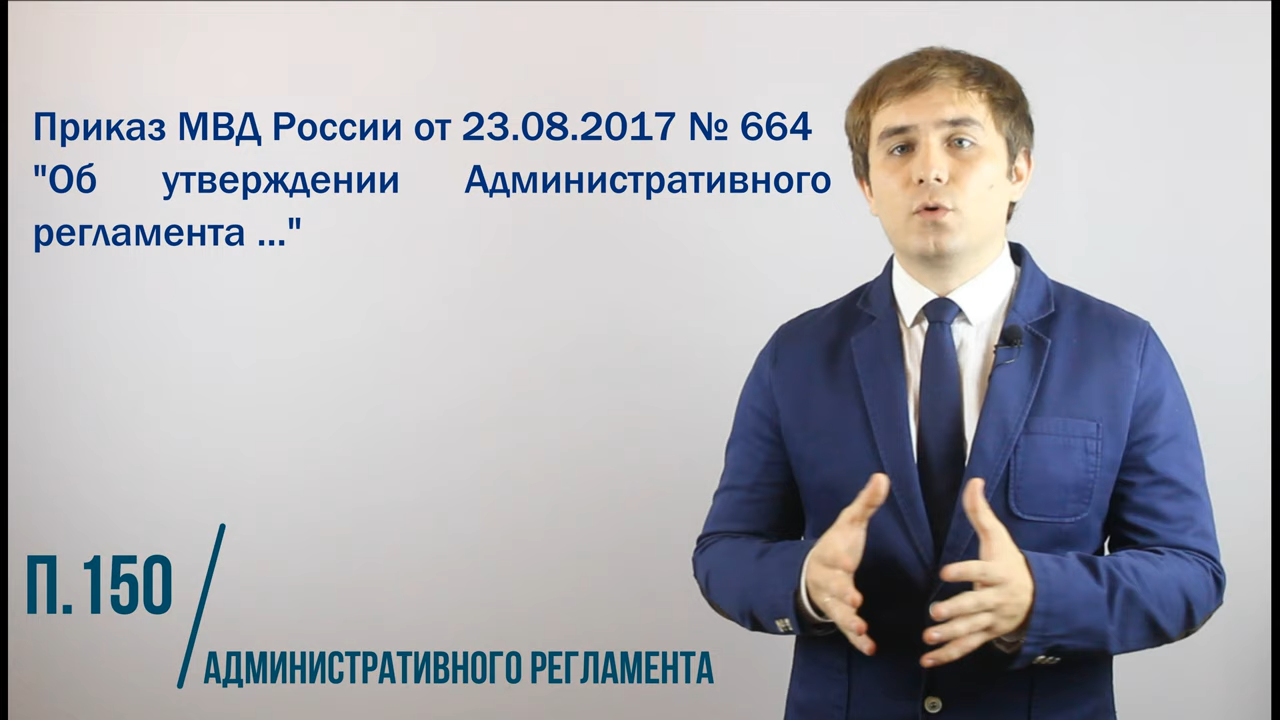 Приказ МВД России от 23.08.2017 № 664
"Об утверждении Административного
регламента ..."
П.150
АДМИНИСТРАТИВНОГО РЕГЛАМЕНТА